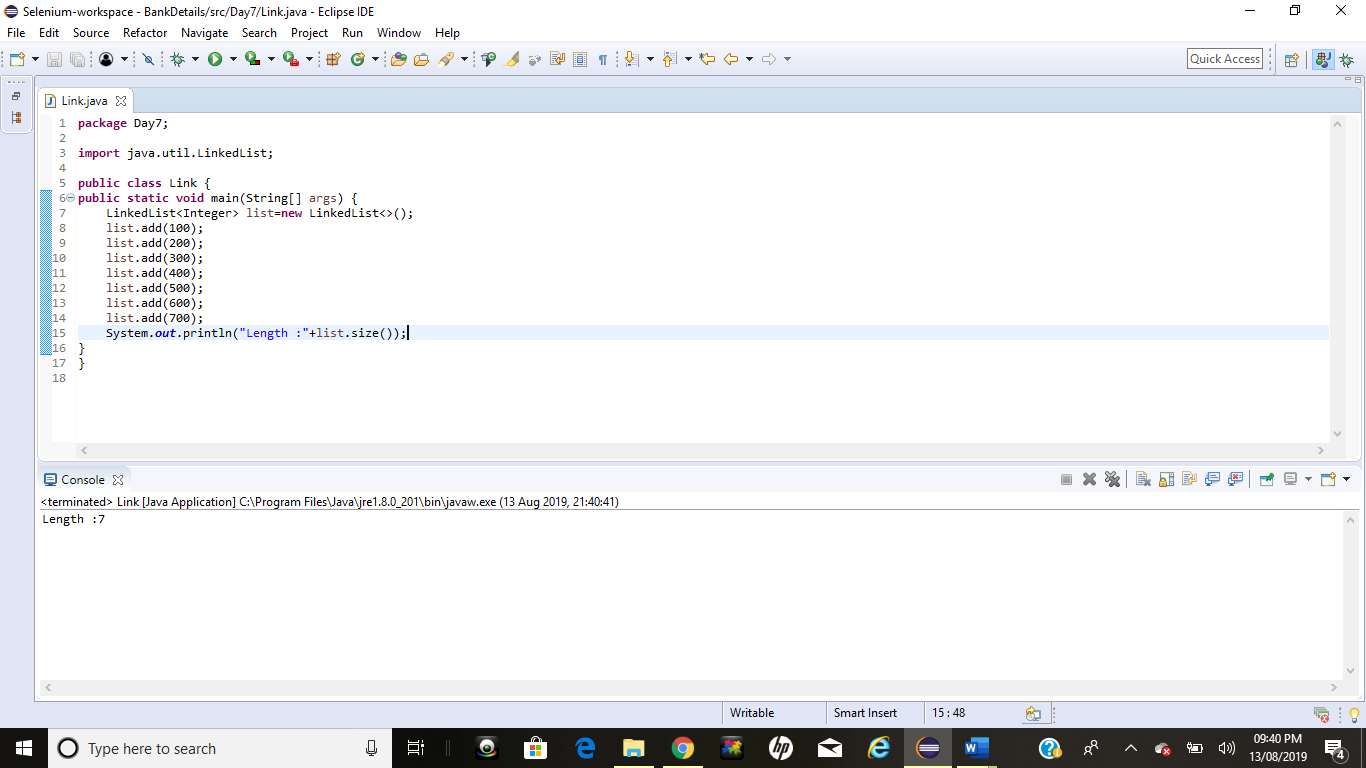 Selenium-workspace - BankDetails/src/Day7/Link.java - Eclipse IDE
File Edit Source Refactor Navigate Search Project Run Window Help
Quick Access
Link.java
1 package Day7;
2
3 import java.util.LinkedList;
4
5 public class Link {
6 public static void main(String[] args) {
7 LinkedList<Integer> list=new LinkedList<>();
8 list.add(100);
9 list.add(200);
10 list.add(300);
11 list.add(400);
12 list.add(500);
13 list.add(600);
14 list.add(700);
15 System.out.println("Length :"+list.size());
16 }
17 }
18
Console
<terminated> Link [Java Application] C:\Program Files\Java\jre1.8.0_201\bin\javaw.exe (13 Aug 2019, 21:40:41)
Length :7
Writable Smart Insert 15 : 48
Type here to search
09:40 PM
13/08/2019
4